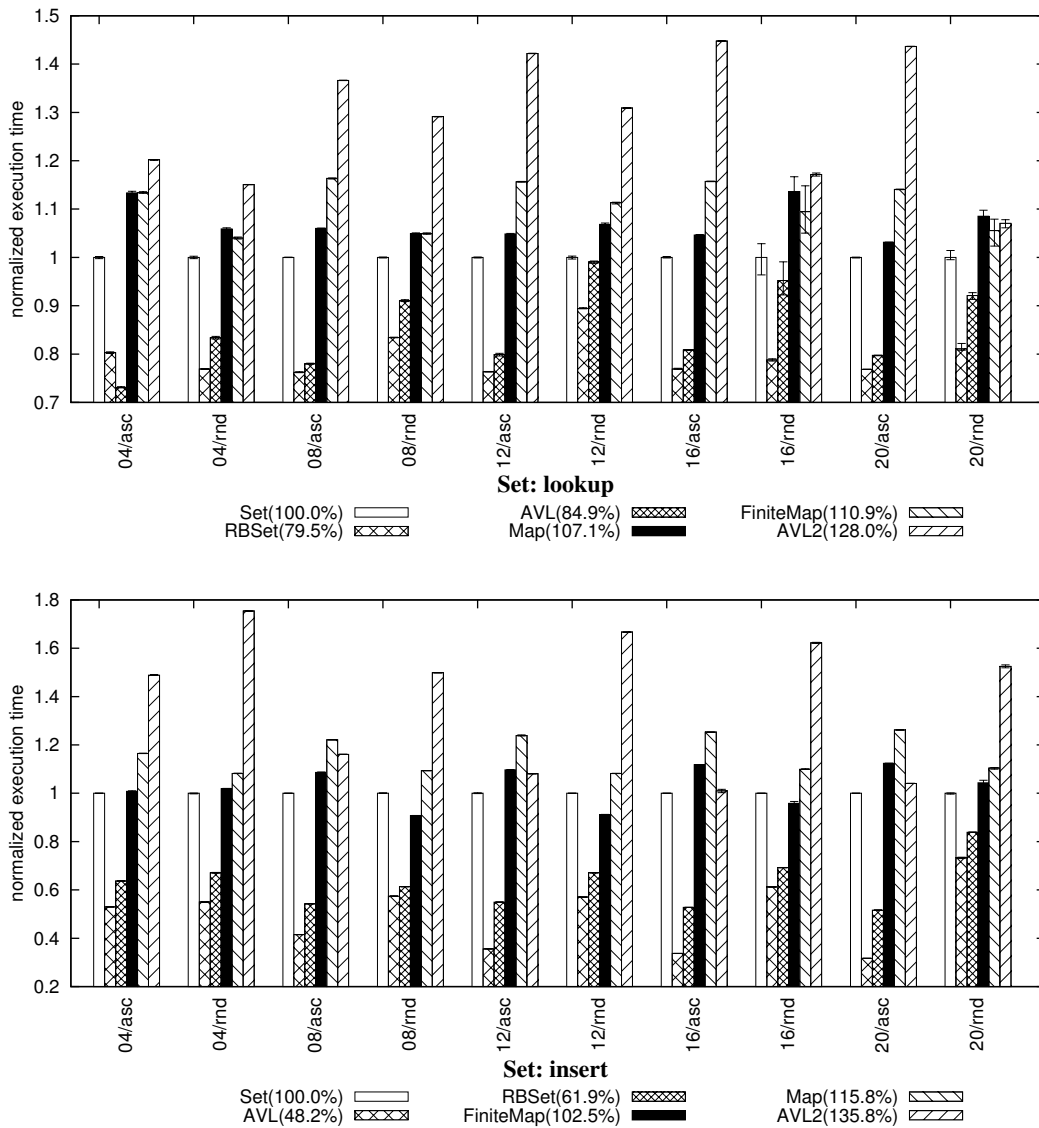 1.5
1.4
1.3
1.2
1.1
1
0.9
0.8
0.7
normalized execution time
04/asc
04/rnd
08/asc
08/rnd
12/asc
12/rnd
16/asc
16/rnd
20/asc
20/rnd
Set: lookup
Set(100.0%) AVL(84.9%) FiniteMap(110.9%)
RBSet(79.5%) Map(107.1%) AVL2(128.0%)
1.8
1.6
1.4
1.2
1
0.8
0.6
0.4
0.2
normalized execution time
04/asc
04/rnd
08/asc
08/rnd
12/asc
12/rnd
16/asc
16/rnd
20/asc
20/rnd
Set: insert
Set(100.0%) RBSet(61.9%) Map(115.8%)
AVL(48.2%) FiniteMap(102.5%) AVL2(135.8%)